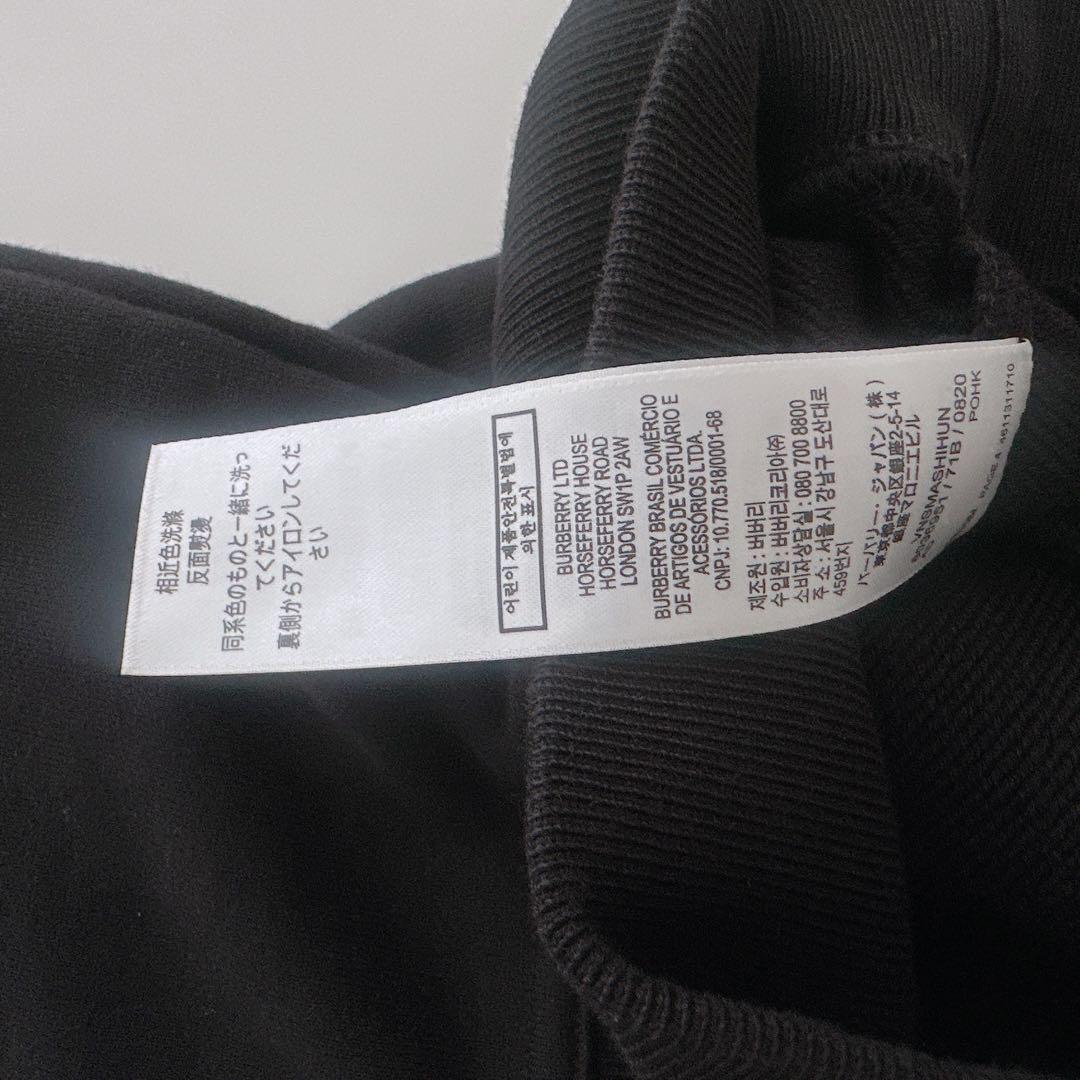 相近色洗滌
反面熨燙
同系色のものと一緒に洗っ
てください
裏側からアイロンしてくだ
さい
어린이 제품안전특별법에
의한 표시
BURBERRY LTD
HORSEFERRY HOUSE
HORSEFERRY ROAD
LONDON SW1P 2AW
BURBERRY BRASIL COMÉRCIO
DE ARTIGOS DE VESTUÁRIO E
ACESSÓRIOS LTDA.
CNPJ: 10.770.518/0001-68
제조원 : 버버리
수입원 : 버버리코리아㈜
소비자상담실 : 080 700 8800
주 소 : 서울시 강남구 도산대로
459번지
バーバリー・ジャパン(株)
東京都中央区銀座2-5-14
銀座マロニエビル
/ 71B / 0820
POHK
PAGE 4 4611311710